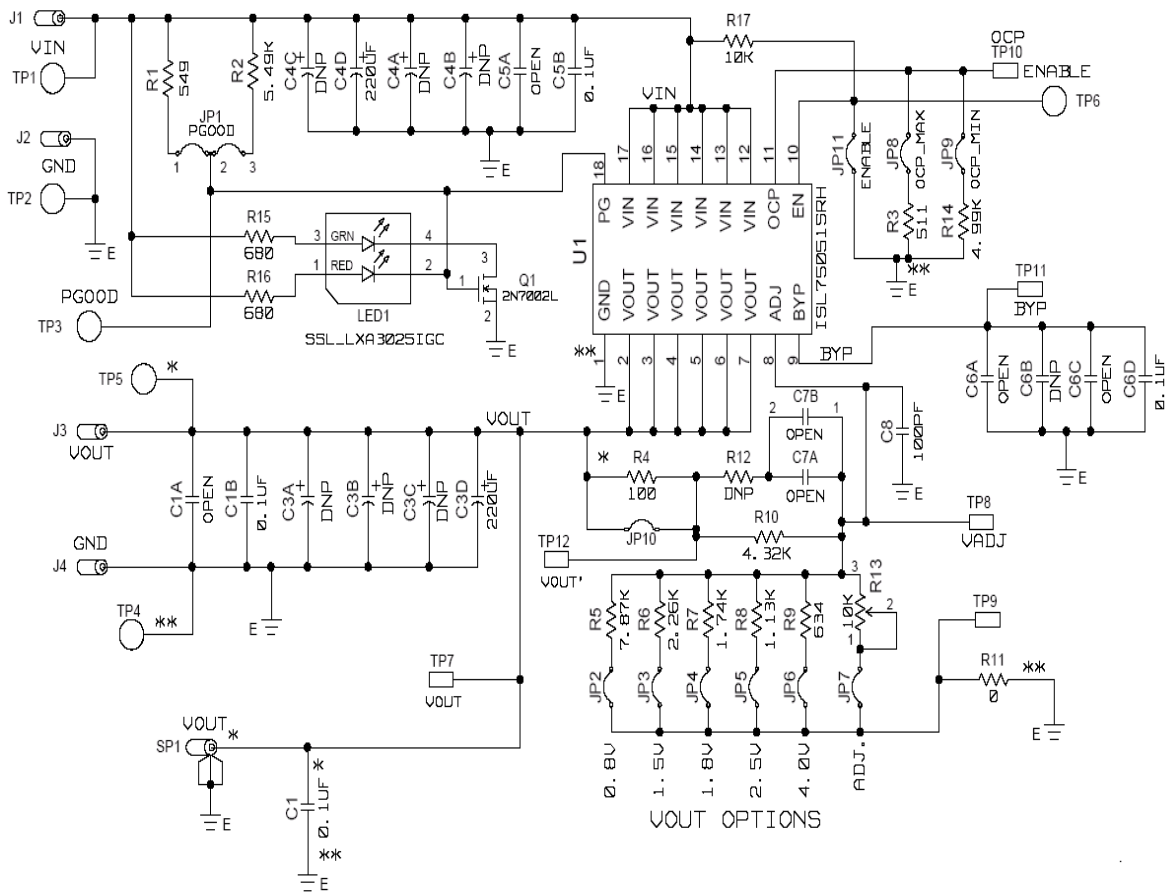 J1
VIN
TP1
R1
549
R2
5.49K
C4C
+
DNP
C4D
+
220UF
C4A
+
DNP
C4B
+
DNP
C5A
OPEN
C5B
0.1UF
E
JP1
PGOOD
1
2
3
J2
GND
TP2
E
R17
10K
VIN
OCP
TP10
ENABLE
TP6
JP11
ENABLE
JP8
OCP_MAX
JP9
OCP_MIN
R3
511
R14
4.99K
**
E
18
17
16
15
14
13
12
11
10
PG
VIN
VIN
VIN
VIN
VIN
VIN
OCP
EN
U1
ISL75051SRH
GND
VOUT
VOUT
VOUT
VOUT
VOUT
VOUT
ADJ
BYP
**
1
2
3
4
5
6
7
8
9
E
R15
680
R16
680
3
GRN
4
1
RED
2
LED1
SSL_LXA3025IGC
3
1
2
Q1
2N7002L
E
PGOOD
TP3
TP11
BYP
BYP
C6A
OPEN
C6B
DNP
C6C
OPEN
C6D
0.1UF
E
*
TP5
J3
VOUT
VOUT
C1A
OPEN
C1B
0.1UF
C3A
+
DNP
C3B
+
DNP
C3C
+
DNP
C3D
+
220UF
GND
J4
TP4
**
E
C7B
2
1
OPEN
C7A
OPEN
*
R4
100
R12
DNP
JP10
R10
4.32K
C8
100PF
E
TP8
VADJ
TP12
VOUT'
R5
7.87K
R6
2.26K
R7
1.74K
R8
1.13K
R9
634
3
R13
10K
2
1
JP2
JP3
JP4
JP5
JP6
JP7
TP9
R11
0
**
E
0.8V
1.5V
1.8V
2.5V
4.0V
ADJ.
VOUT OPTIONS
TP7
VOUT
VOUT
*
SP1
E
*
C1
0.1UF
**
E